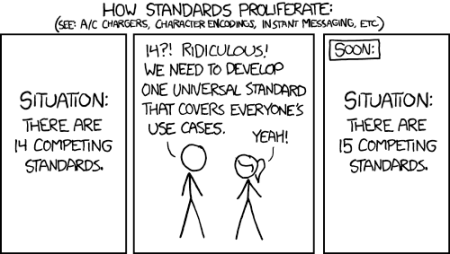 HOW STANDARDS PROLIFERATE:
(SEE: A/C CHARGERS, CHARACTER ENCODINGS, INSTANT MESSAGING, ETC.)
SITUATION:
THERE ARE
14 COMPETING
STANDARDS.
14?! RIDICULOUS!
WE NEED TO DEVELOP
ONE UNIVERSAL STANDARD
THAT COVERS EVERYONE'S
USE CASES.
YEAH!
SOON:
SITUATION:
THERE ARE
15 COMPETING
STANDARDS.